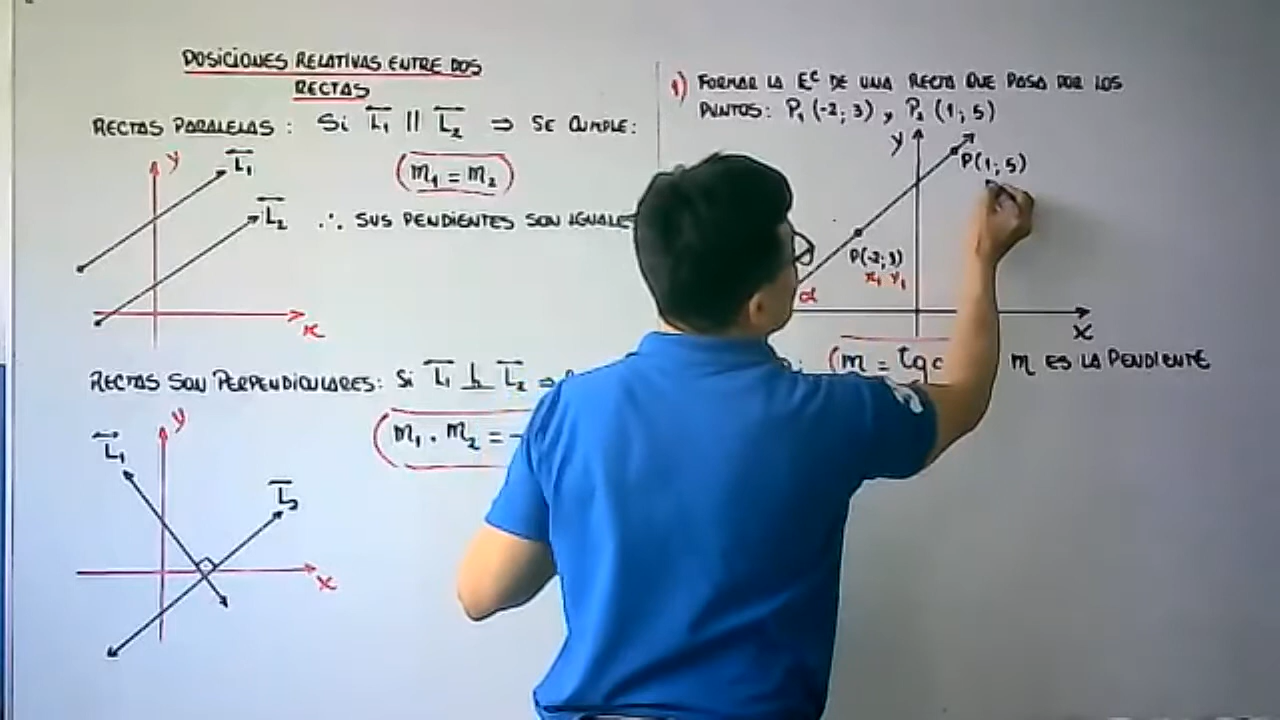 POSICIONES RELATIVAS ENTRE DOS
RECTAS
RECTAS PARALELAS: Si L₁ || L₂ ⇒ SE CUMPLE:
m₁ = m₂
y
L₁
L₂
∴ SUS PENDIENTES SON IGUALES
x
RECTAS SON PERPENDICULARES: Si L₁ ⊥ L₂ ⇒
m₁ . m₂ = -
y
L₁
L₂
x
1) FORMAR LA Eᶜ DE UNA RECTA QUE PASA POR LOS
PUNTOS: P₁ (-2; 3) y P₂ (1; 5)
y
P(1; 5)
P(-2; 3)
x₁ y₁
α
x
m = tg
m ES LA PENDIENTE